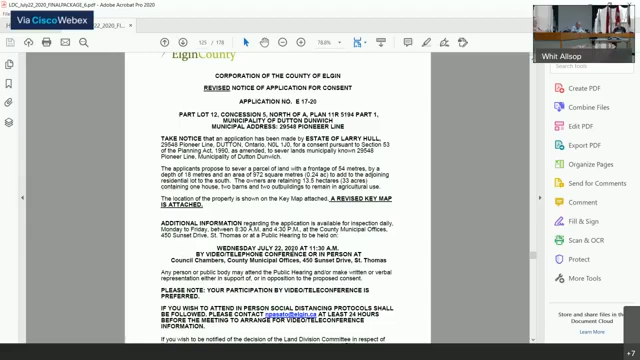 LDC_July22_2020_FINALPACKAGE_6.pdf - Adobe Acrobat Pro 2020
Via Cisco Webex
125 / 178
78.8%
Whit Allsop
ElginCounty
CORPORATION OF THE COUNTY OF ELGIN
REVISED NOTICE OF APPLICATION FOR CONSENT
APPLICATION NO. E 17-20
PART LOT 12, CONCESSION 5, NORTH OF A, PLAN 11R 5194 PART 1,
MUNICIPALITY OF DUTTON DUNWICH
MUNICIPAL ADDRESS: 29548 PIONEEER LINE
TAKE NOTICE that an application has been made by ESTATE OF LARRY HULL,
29548 Pioneer Line, DUTTON, Ontario, N0L 1J0, for a consent pursuant to Section 53
of the Planning Act, 1990, as amended, to sever lands municipally known 29548
Pioneer Line, Municipality of Dutton Dunwich.
The applicants propose to sever a parcel of land with a frontage of 54 metres, by a
depth of 18 metres and an area of 972 square metres (0.24 ac) to add to the adjoining
residential lot to the south. The owners are retaining 13.5 hectares (33 acres)
containing one house, two barns and two outbuildings to remain in agricultural use.
The location of the property is shown on the Key Map attached. A REVISED KEY MAP
IS ATTACHED.
ADDITIONAL INFORMATION regarding the application is available for inspection daily,
Monday to Friday, between 8:30 A.M. and 4:30 P.M., at the County Municipal Offices,
450 Sunset Drive, St. Thomas or at a Public Hearing to be held on:
WEDNESDAY JULY 22, 2020 AT 11:30 A.M.
BY VIDEO/TELEPHONE CONFERENCE OR IN PERSON AT
Council Chambers, County Municipal Offices, 450 Sunset Drive, St. Thomas
Any person or public body may attend the Public Hearing and/or make written or verbal
representation either in support of, or in opposition to the proposed consent.
PLEASE NOTE: YOUR PARTICIPATION BY VIDEO/TELECONFERENCE IS
PREFERRED.
IF YOU WISH TO ATTEND IN PERSON SOCIAL DISTANCING PROTOCOLS SHALL
BE FOLLOWED. PLEASE CONTACT npasato@elgin.ca AT LEAST 24 HOURS
BEFORE THE MEETING TO ARRANGE FOR VIDEO/TELECONFERENCE
INFORMATION.
If you wish to be notified of the decision of the Land Division Committee in respect of
Search tools
Create PDF
Combine Files
Edit PDF
Export PDF
Organize Pages
Send for Comments
Comment
Fill & Sign
Scan & OCR
Protect
More Tools
Store and share files in the
Document Cloud
Learn More
+7